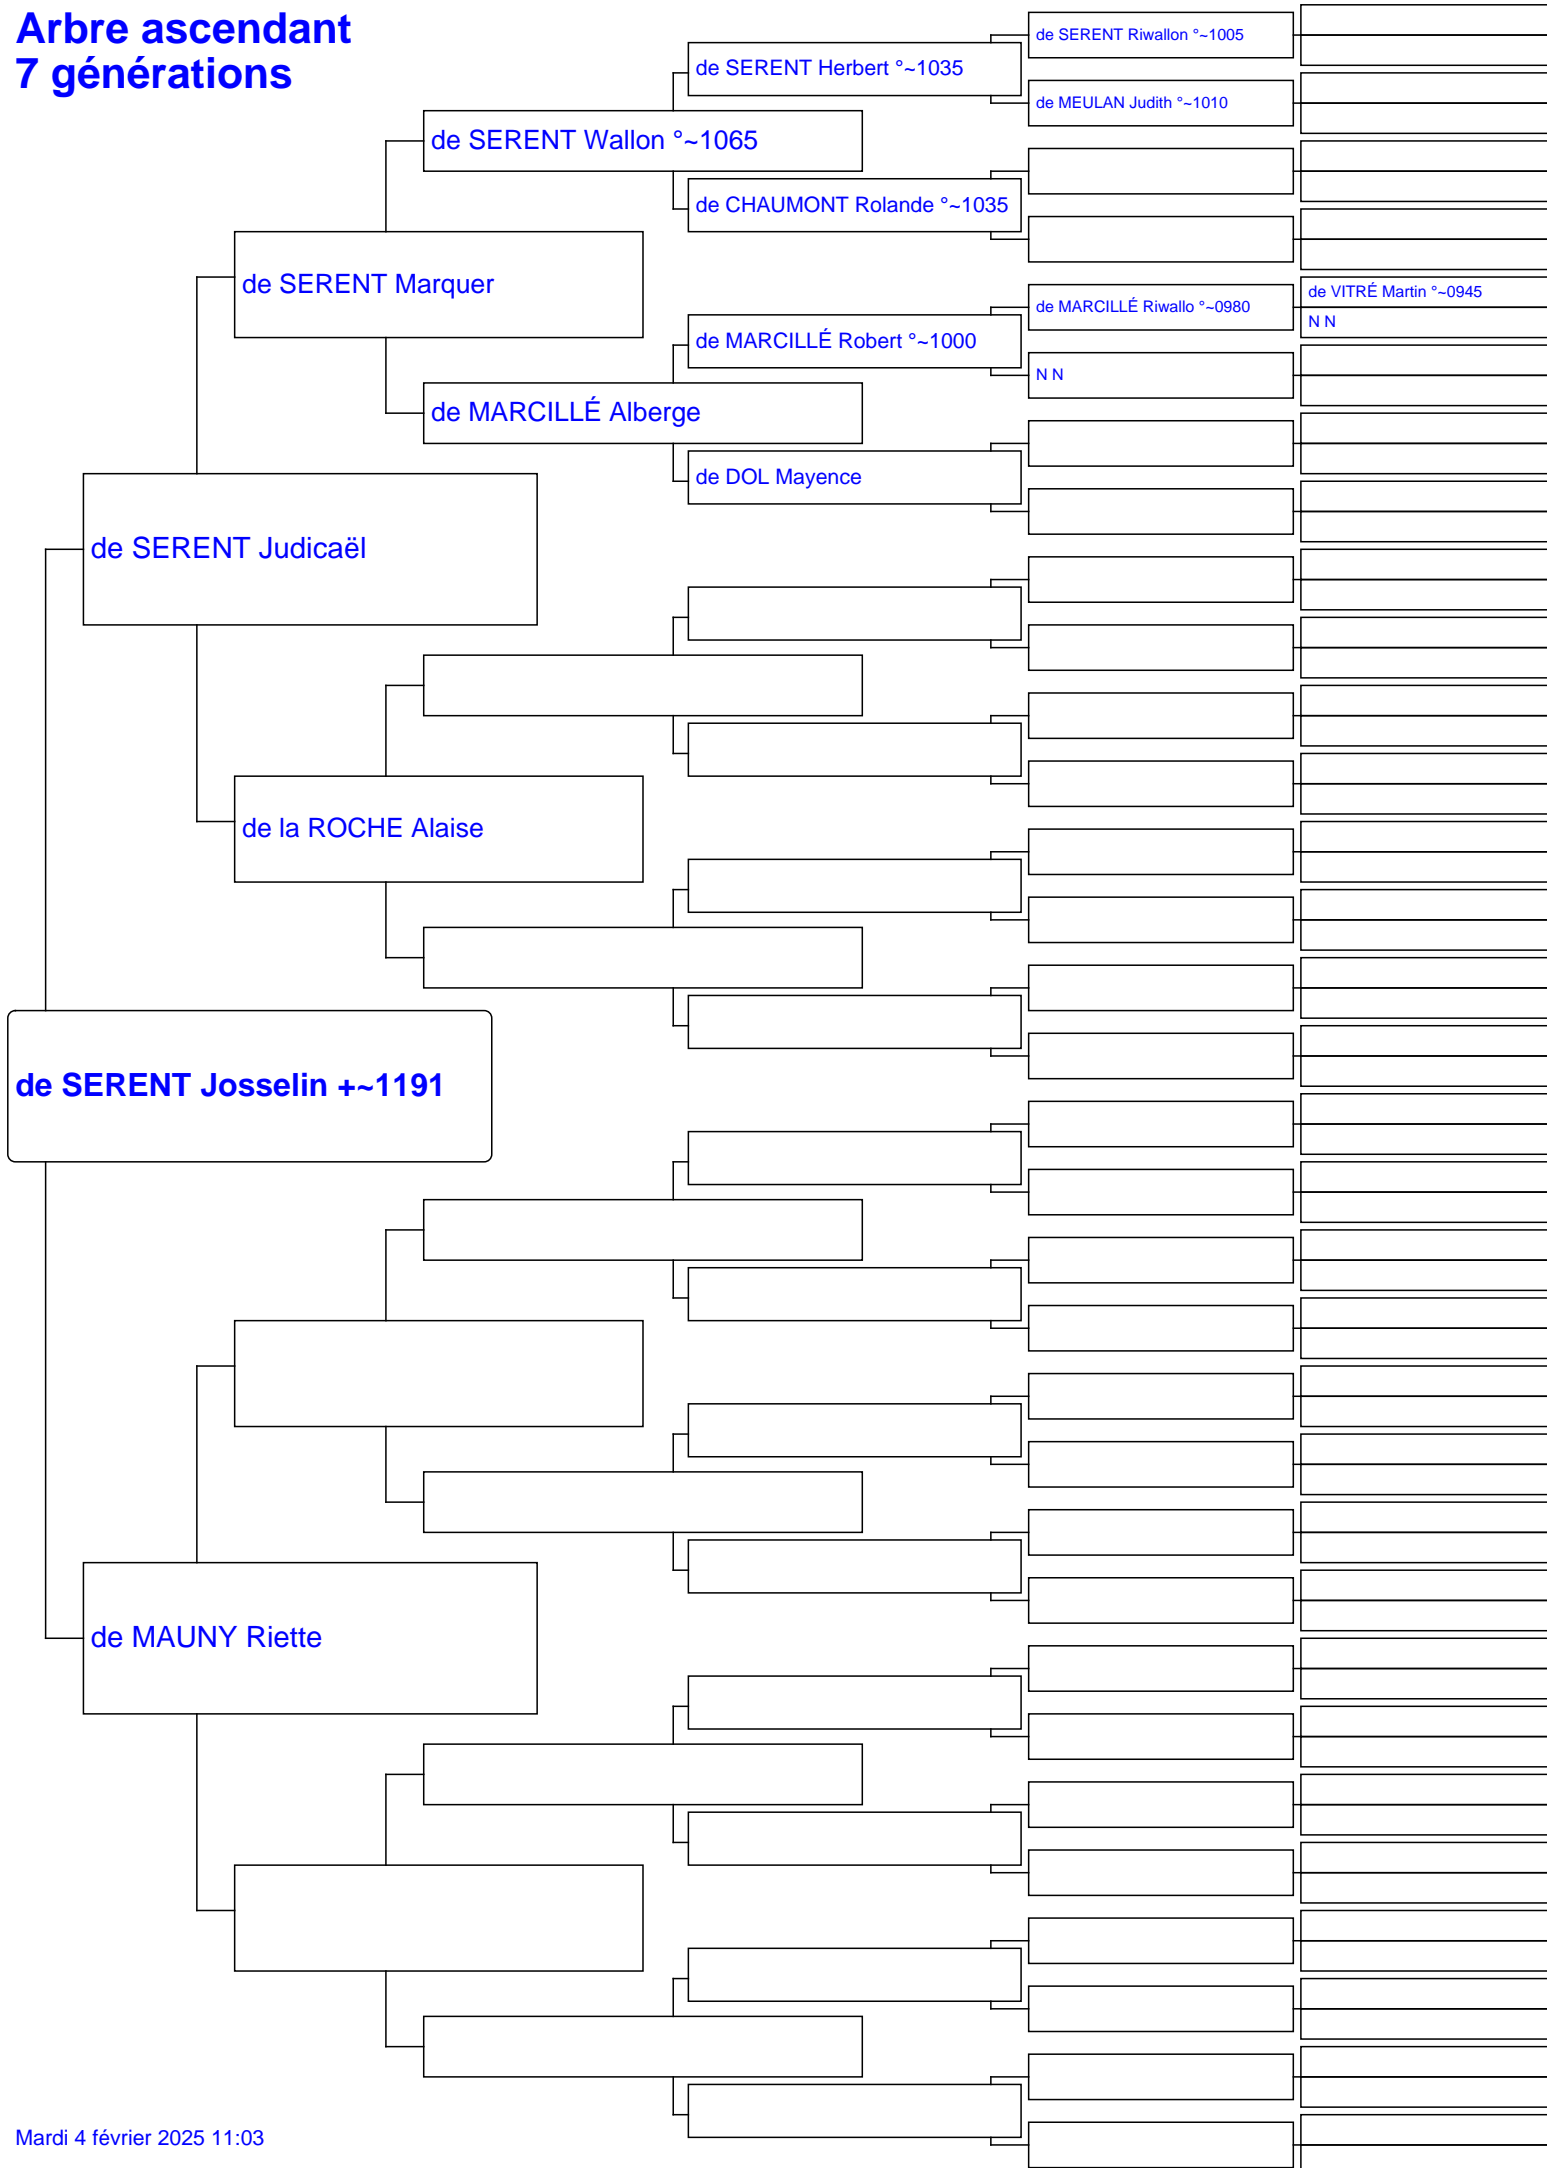 Arbre ascendant
7 générations
de SERENT Riwallon °~1005
de SERENT Herbert °~1035
de MEULAN Judith °~1010
de SERENT Wallon °~1065
de CHAUMONT Rolande °~1035
de SERENT Marquer
de VITRÉ Martin °~0945
de MARCILLÉ Riwallo °~0980
N N
de MARCILLÉ Robert °~1000
N N
de MARCILLÉ Alberge
de DOL Mayence
de SERENT Judicaël
de la ROCHE Alaise
de SERENT Josselin +~1191
de MAUNY Riette
Mardi 4 février 2025 11:03